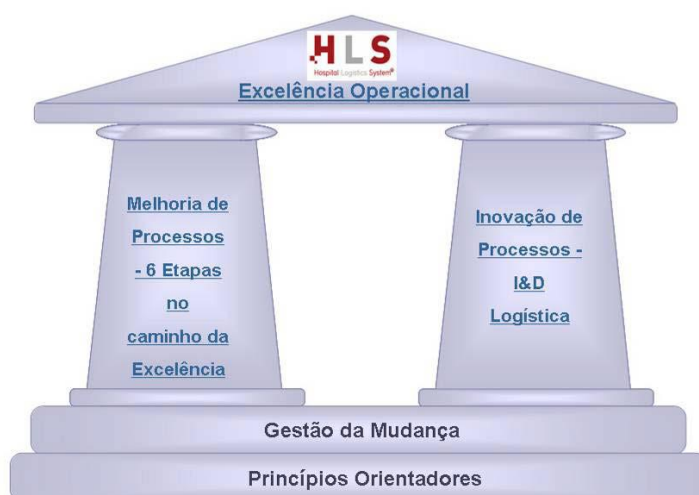 HLS
Hospital Logistics System®
Excelência Operacional
Melhoria de
Processos
- 6 Etapas
no
caminho da
Excelência
Inovação de
Processos -
I&D
Logística
Gestão da Mudança
Princípios Orientadores